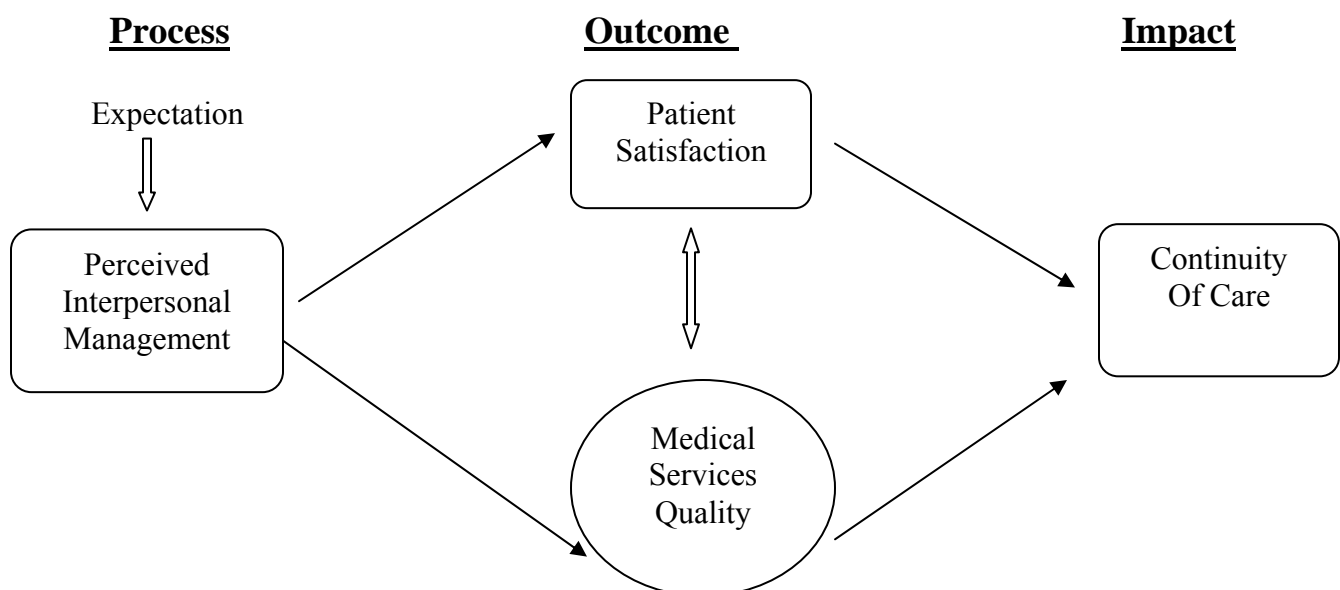 Process
Outcome
Impact
Expectation
Perceived
Interpersonal
Management
Patient
Satisfaction
Medical
Services
Quality
Continuity
Of Care